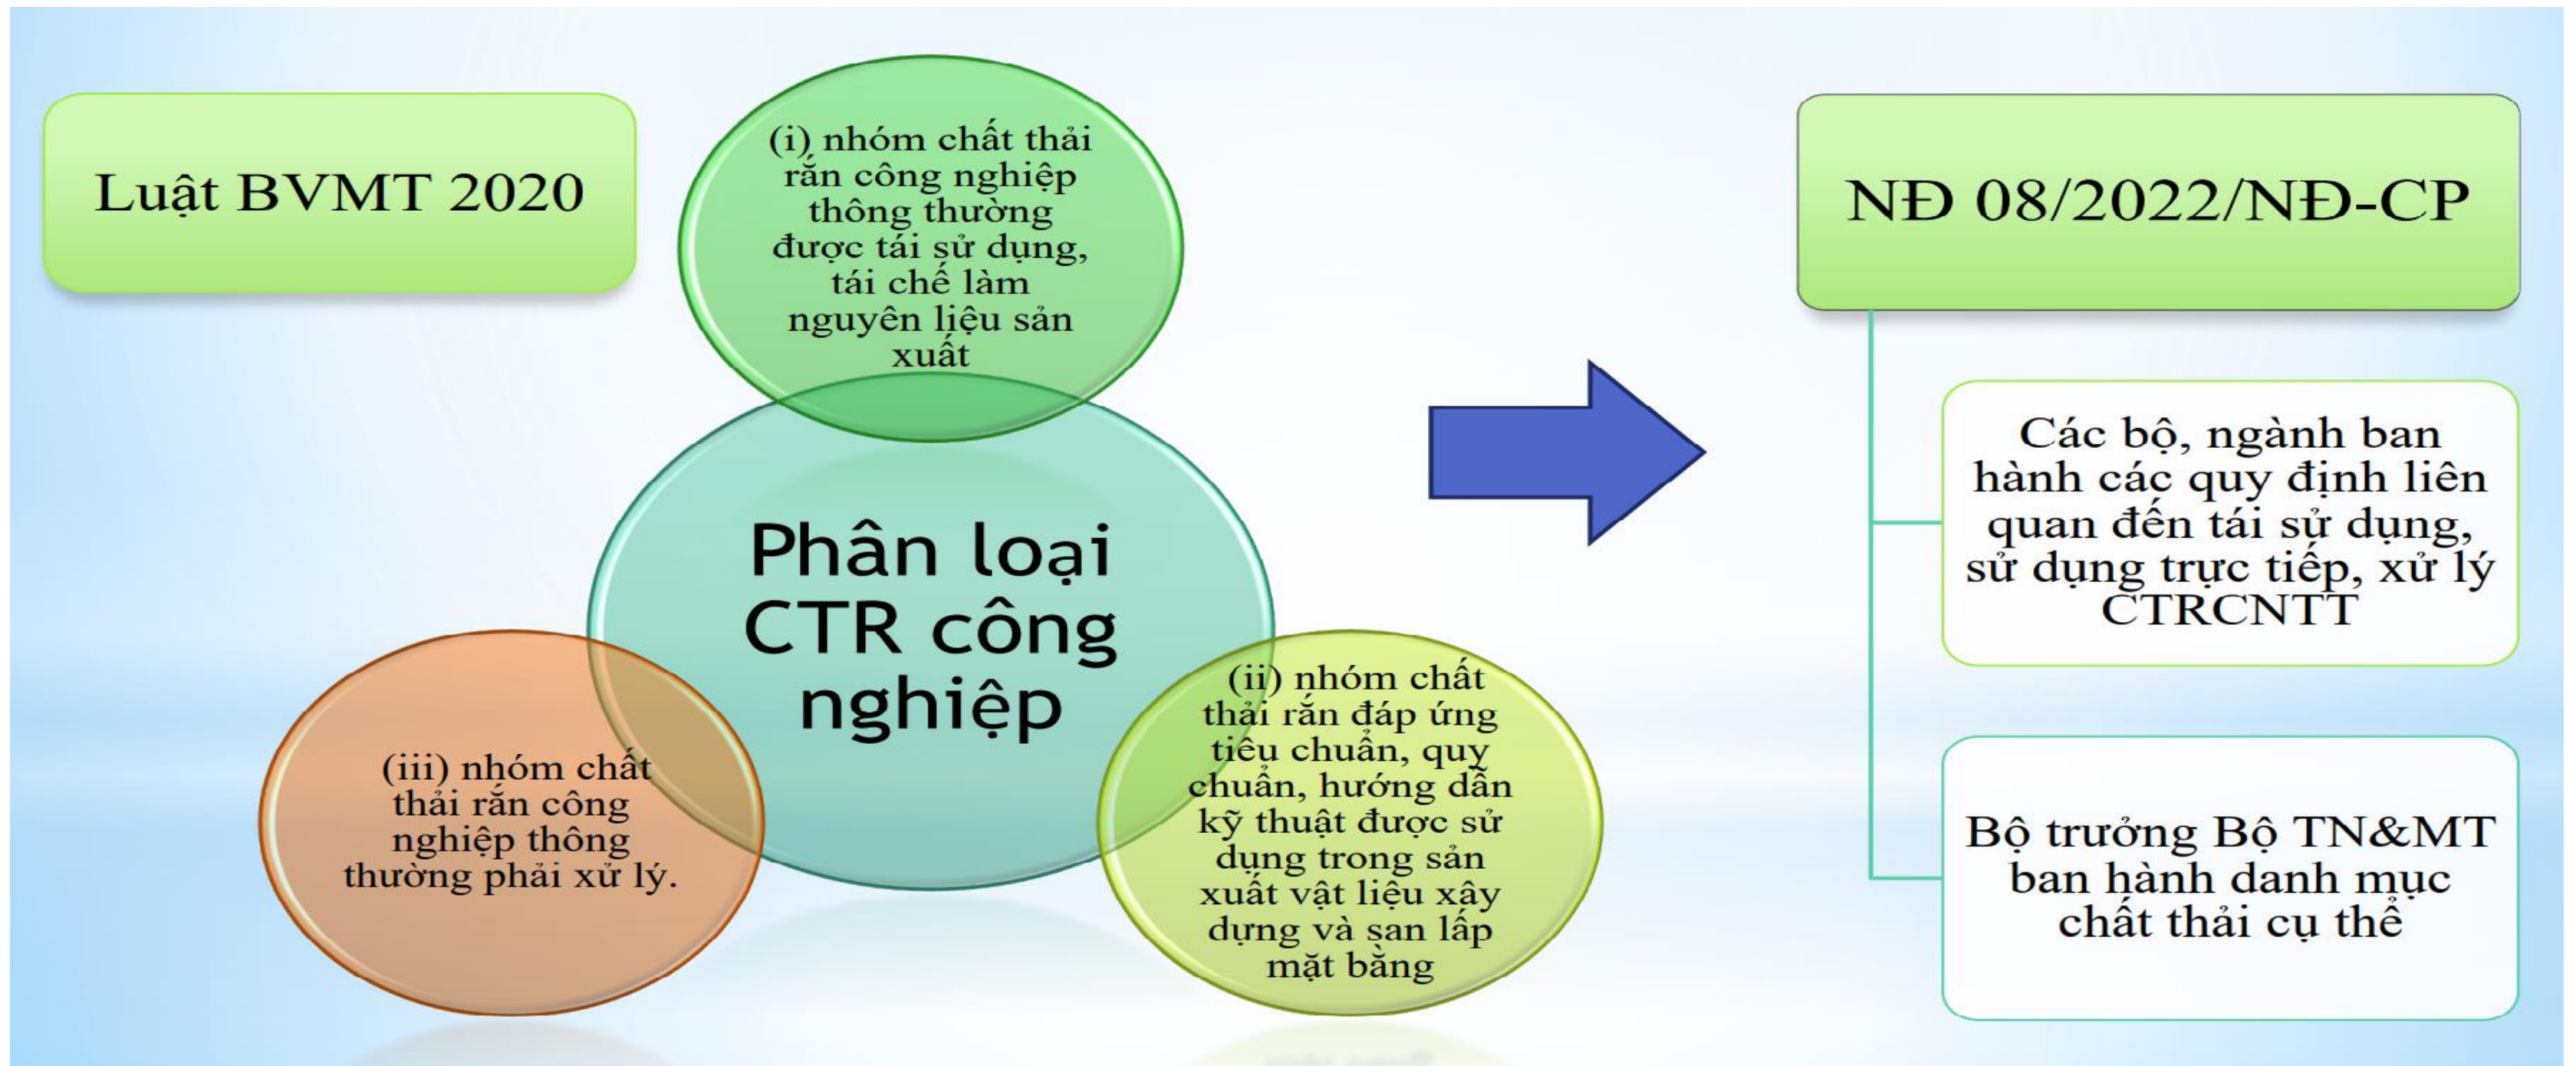 Luật BVMT 2020
(i) nhóm chất thải
rắn công nghiệp
thông thường
được tái sử dụng,
tái chế làm
nguyên liệu sản
xuất
Phân loại
CTR công
nghiệp
(ii) nhóm chất
thải rắn đáp ứng
tiêu chuẩn, quy
chuẩn, hướng dẫn
kỹ thuật được sử
dụng trong sản
xuất vật liệu xây
dựng và san lấp
mặt bằng
(iii) nhóm chất
thải rắn công
nghiệp thông
thường phải xử lý.
NĐ 08/2022/NĐ-CP
Các bộ, ngành ban
hành các quy định liên
quan đến tái sử dụng,
sử dụng trực tiếp, xử lý
CTRCNTT
Bộ trưởng Bộ TN&MT
ban hành danh mục
chất thải cụ thể